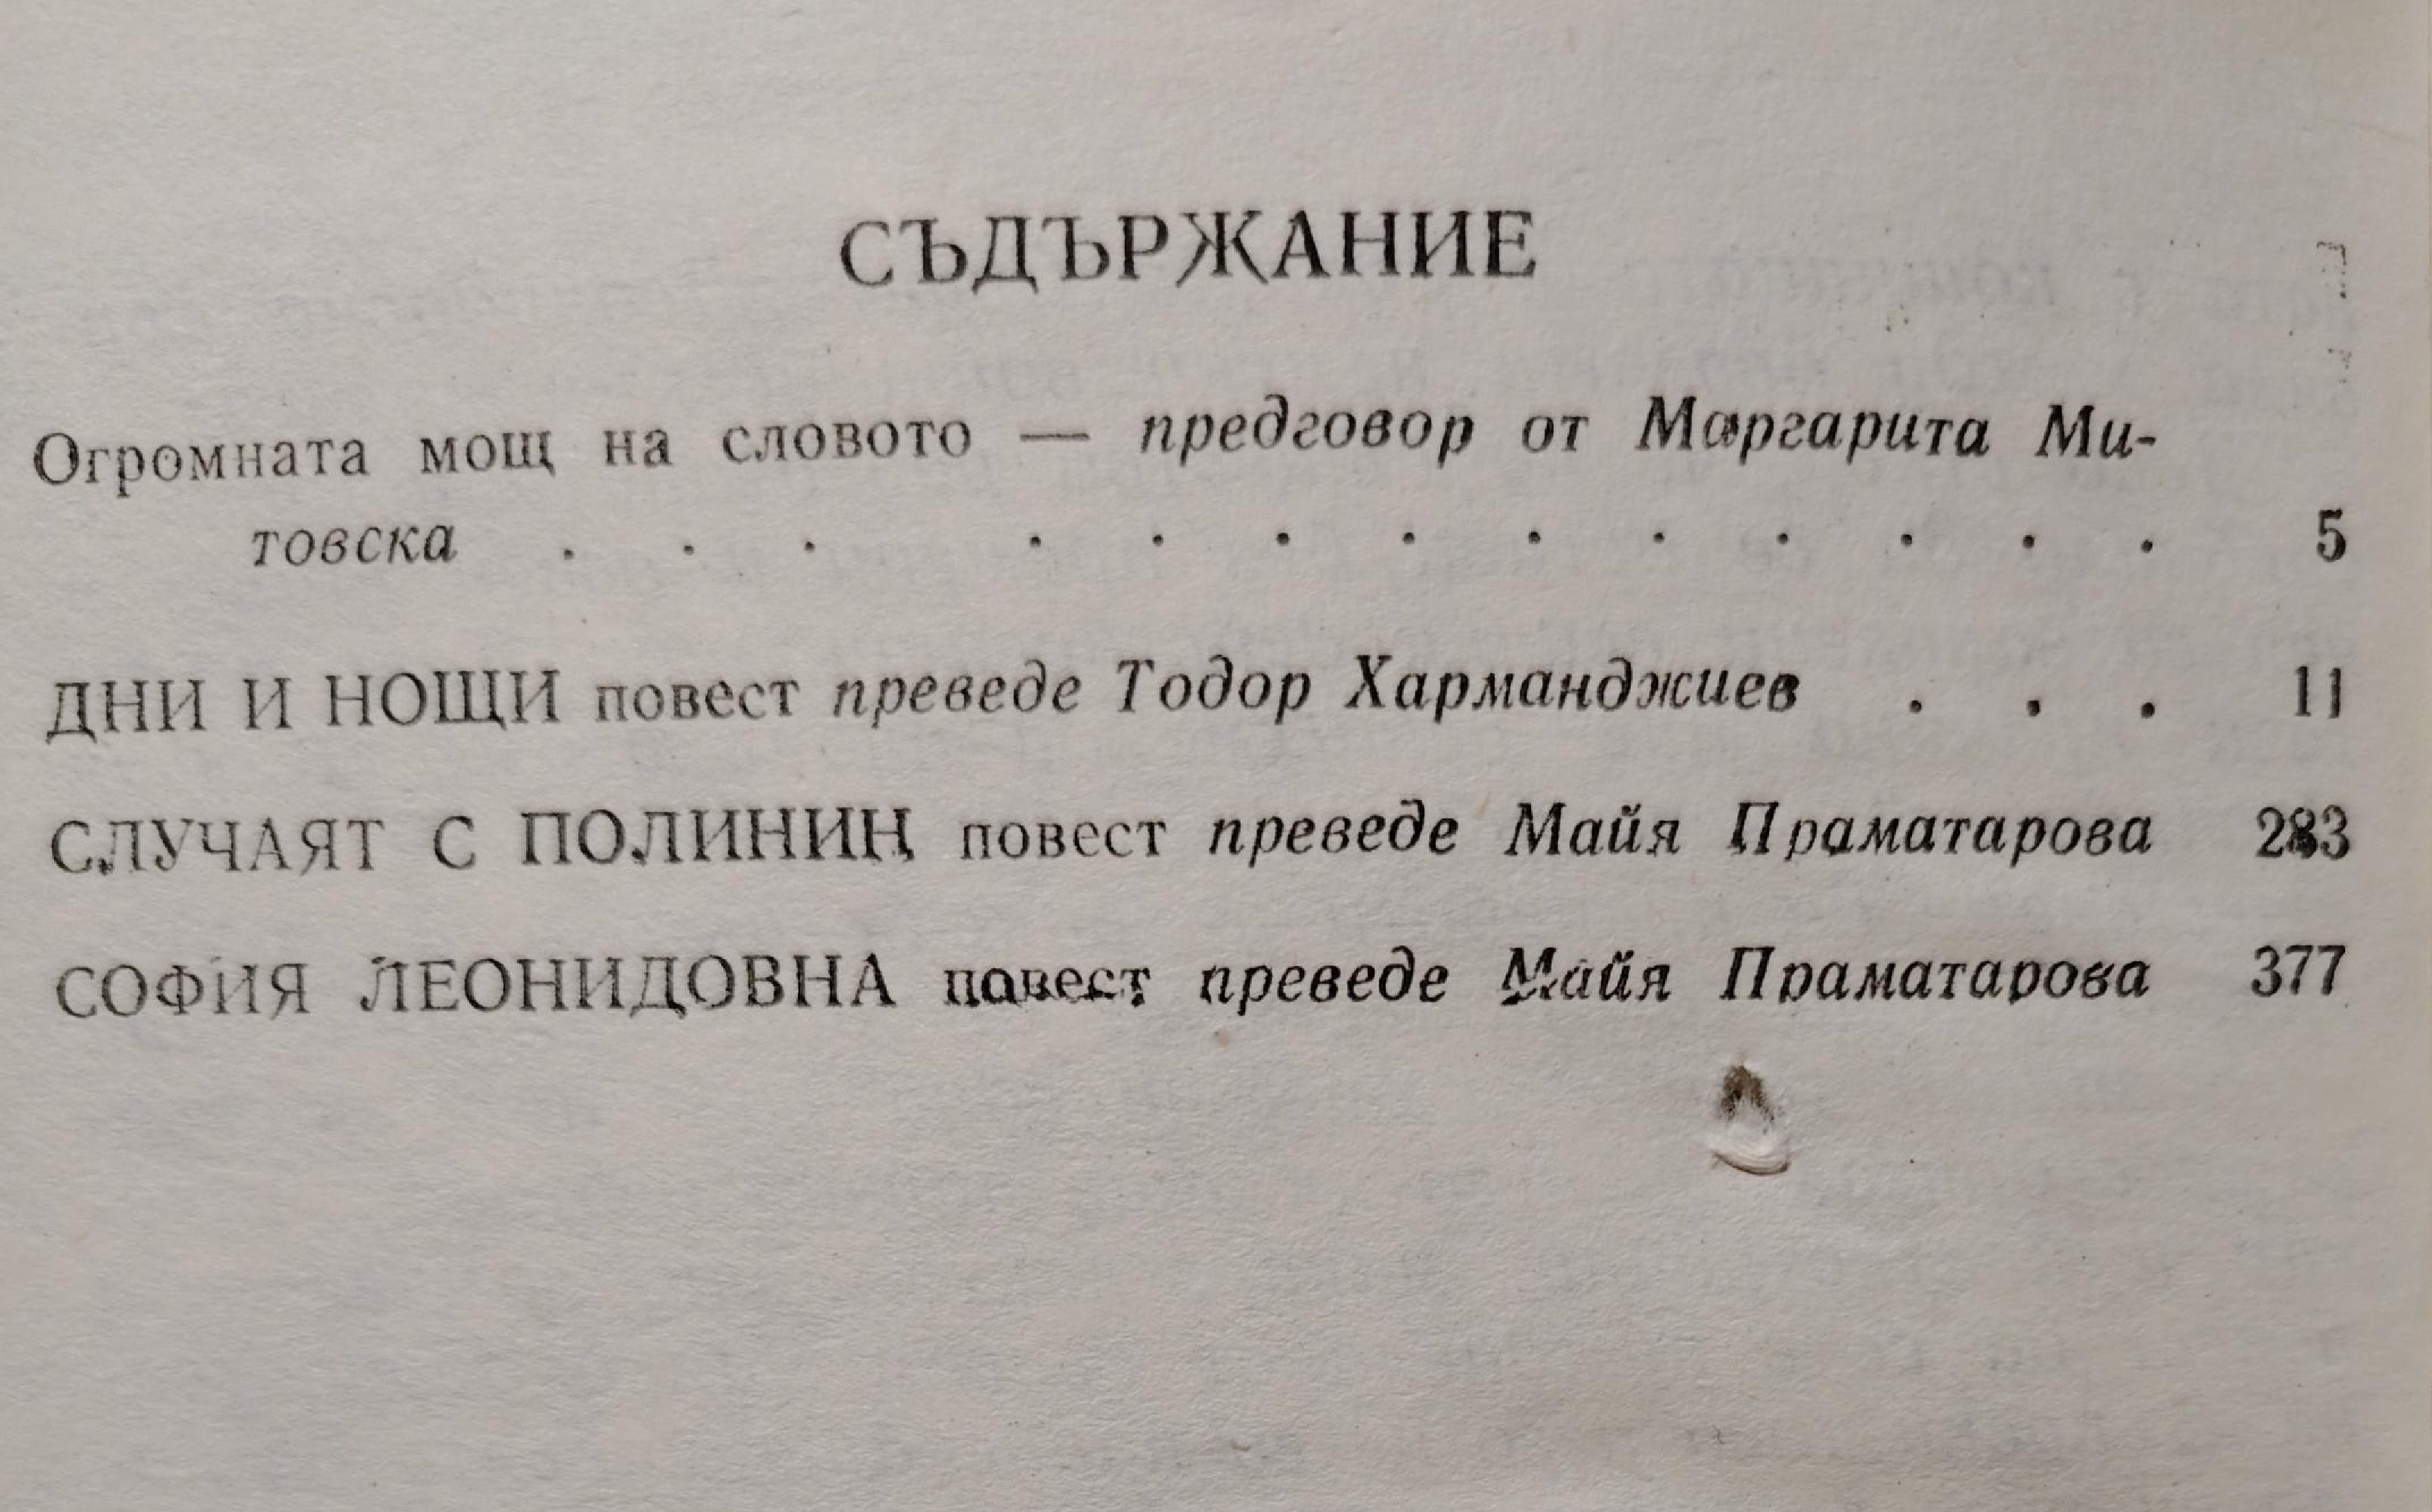 СЪДЪРЖАНИЕ
Огромната мощ на словото — предговор от Маргарита Ми-
товска . . . . . . . . . . . . . 5
ДНИ И НОЩИ повест преведе Тодор Харманджиев . . . 11
СЛУЧАЯТ С ПОЛИНИН повест преведе Майя Праматарова 283
СОФИЯ ЛЕОНИДОВНА повест преведе Майя Праматарова 377